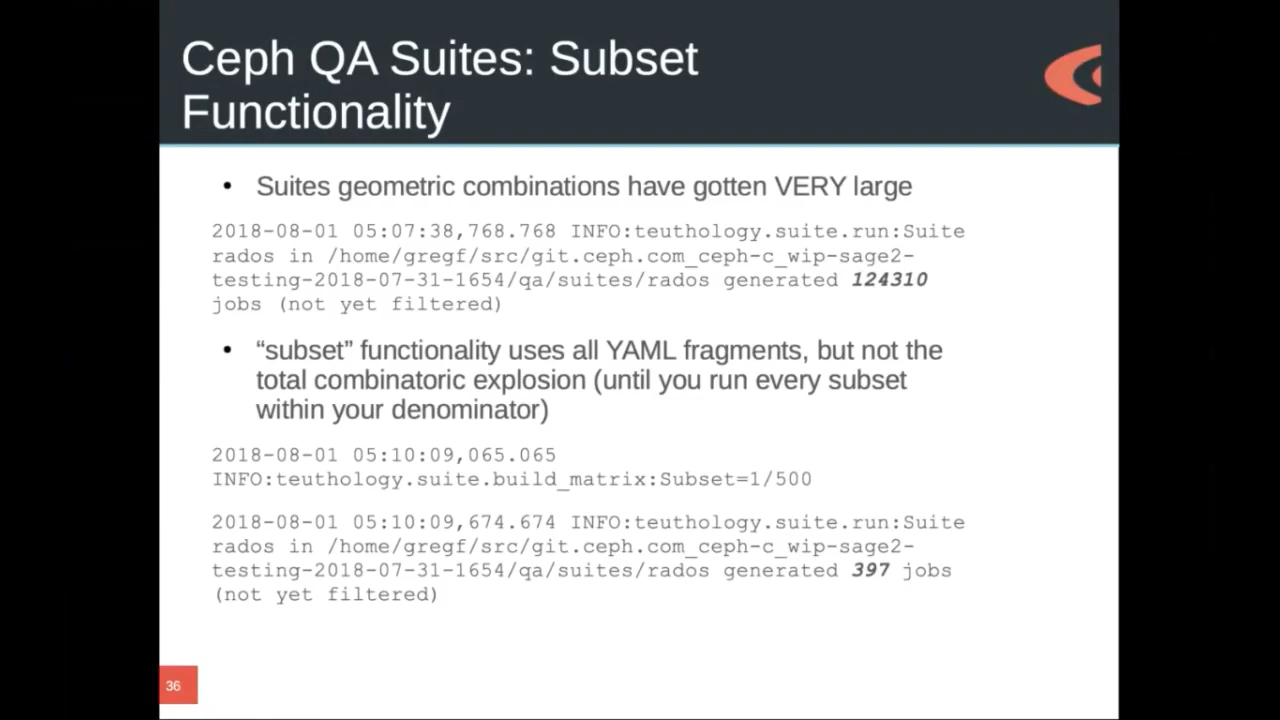 Ceph QA Suites: Subset
Functionality
• Suites geometric combinations have gotten VERY large
2018-08-01 05:07:38,768.768 INFO:teuthology.suite.run:Suite
rados in /home/gregf/src/git.ceph.com_ceph-c_wip-sage2-
testing-2018-07-31-1654/qa/suites/rados generated 124310
jobs (not yet filtered)
• “subset” functionality uses all YAML fragments, but not the
total combinatoric explosion (until you run every subset
within your denominator)
2018-08-01 05:10:09,065.065
INFO:teuthology.suite.build_matrix:Subset=1/500
2018-08-01 05:10:09,674.674 INFO:teuthology.suite.run:Suite
rados in /home/gregf/src/git.ceph.com_ceph-c_wip-sage2-
testing-2018-07-31-1654/qa/suites/rados generated 397 jobs
(not yet filtered)
36